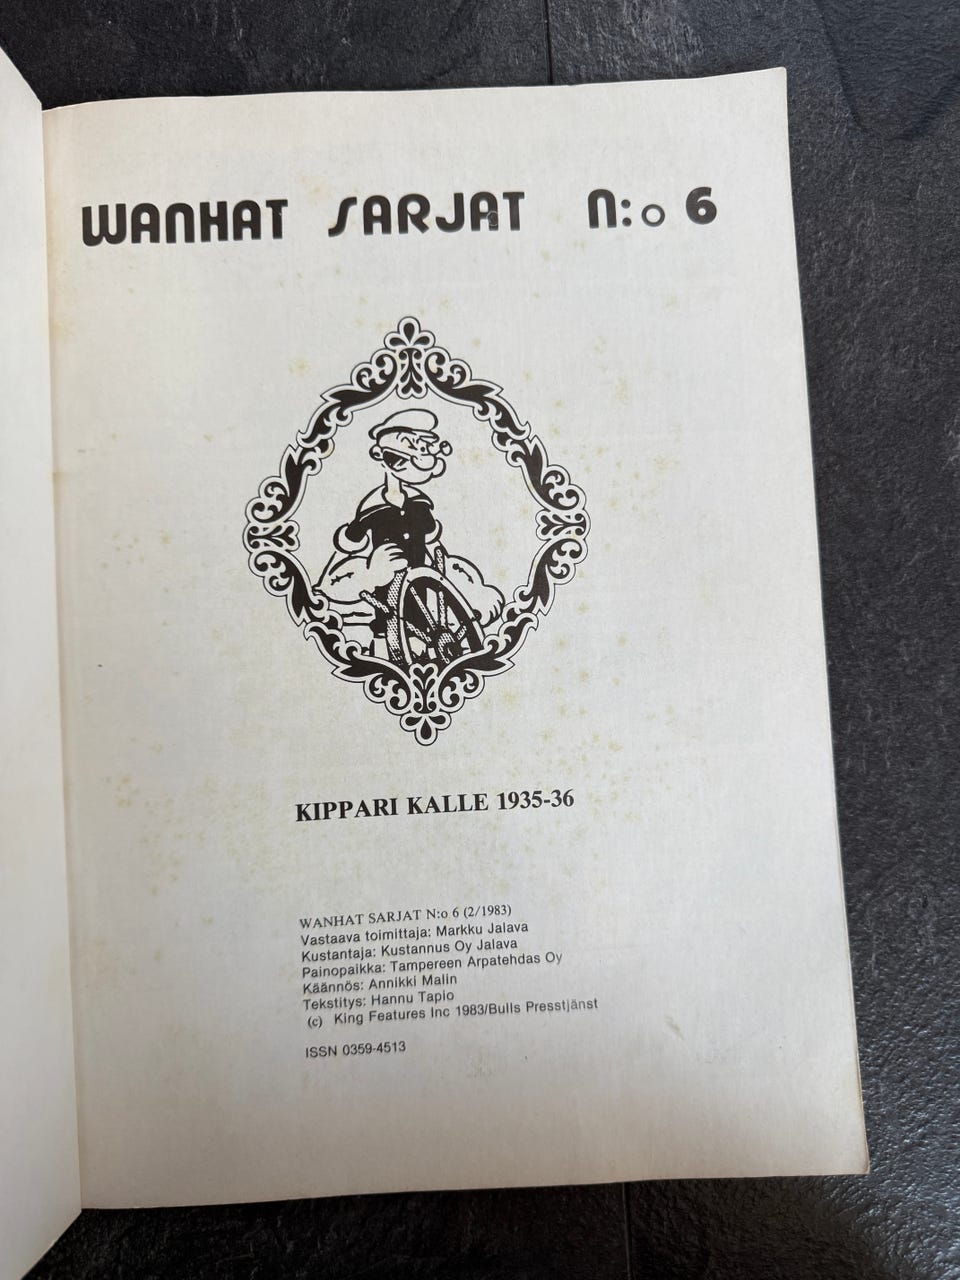 WANHAT SARJAT N:o 6
KIPPARI KALLE 1935-36
WANHAT SARJAT N:o 6 (2/1983)
Vastaava toimittaja: Markku Jalava
Kustantaja: Kustannus Oy Jalava
Painopaikka: Tampereen Arpatehdas Oy
Käännös: Annikki Malin
Tekstitys: Hannu Tapio
(c) King Features Inc 1983/Bulls Presstjänst
ISSN 0359-4513